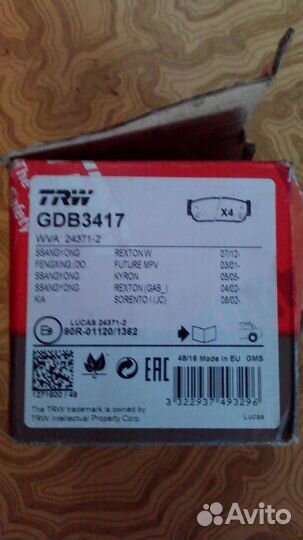 TRW
GDB3417
X4
WVA 24371-2
SSANGYONG REXTON W 07/12-
FENGXING (DO FUTURE MPV 03/01-
SSANGYONG KYRON 05/05-
SSANGYONG REXTON (GAB_) 04/02-
KIA SORENTO I (JC) 08/02-
LUCAS 24371-2
90R-01120/1362
48/16 Made in EU GMS
EAC
1271600 / 48
3 322937 493296
The TRW trademark is owned by
TRW Intellectual Property Corp
Lucas
Avito